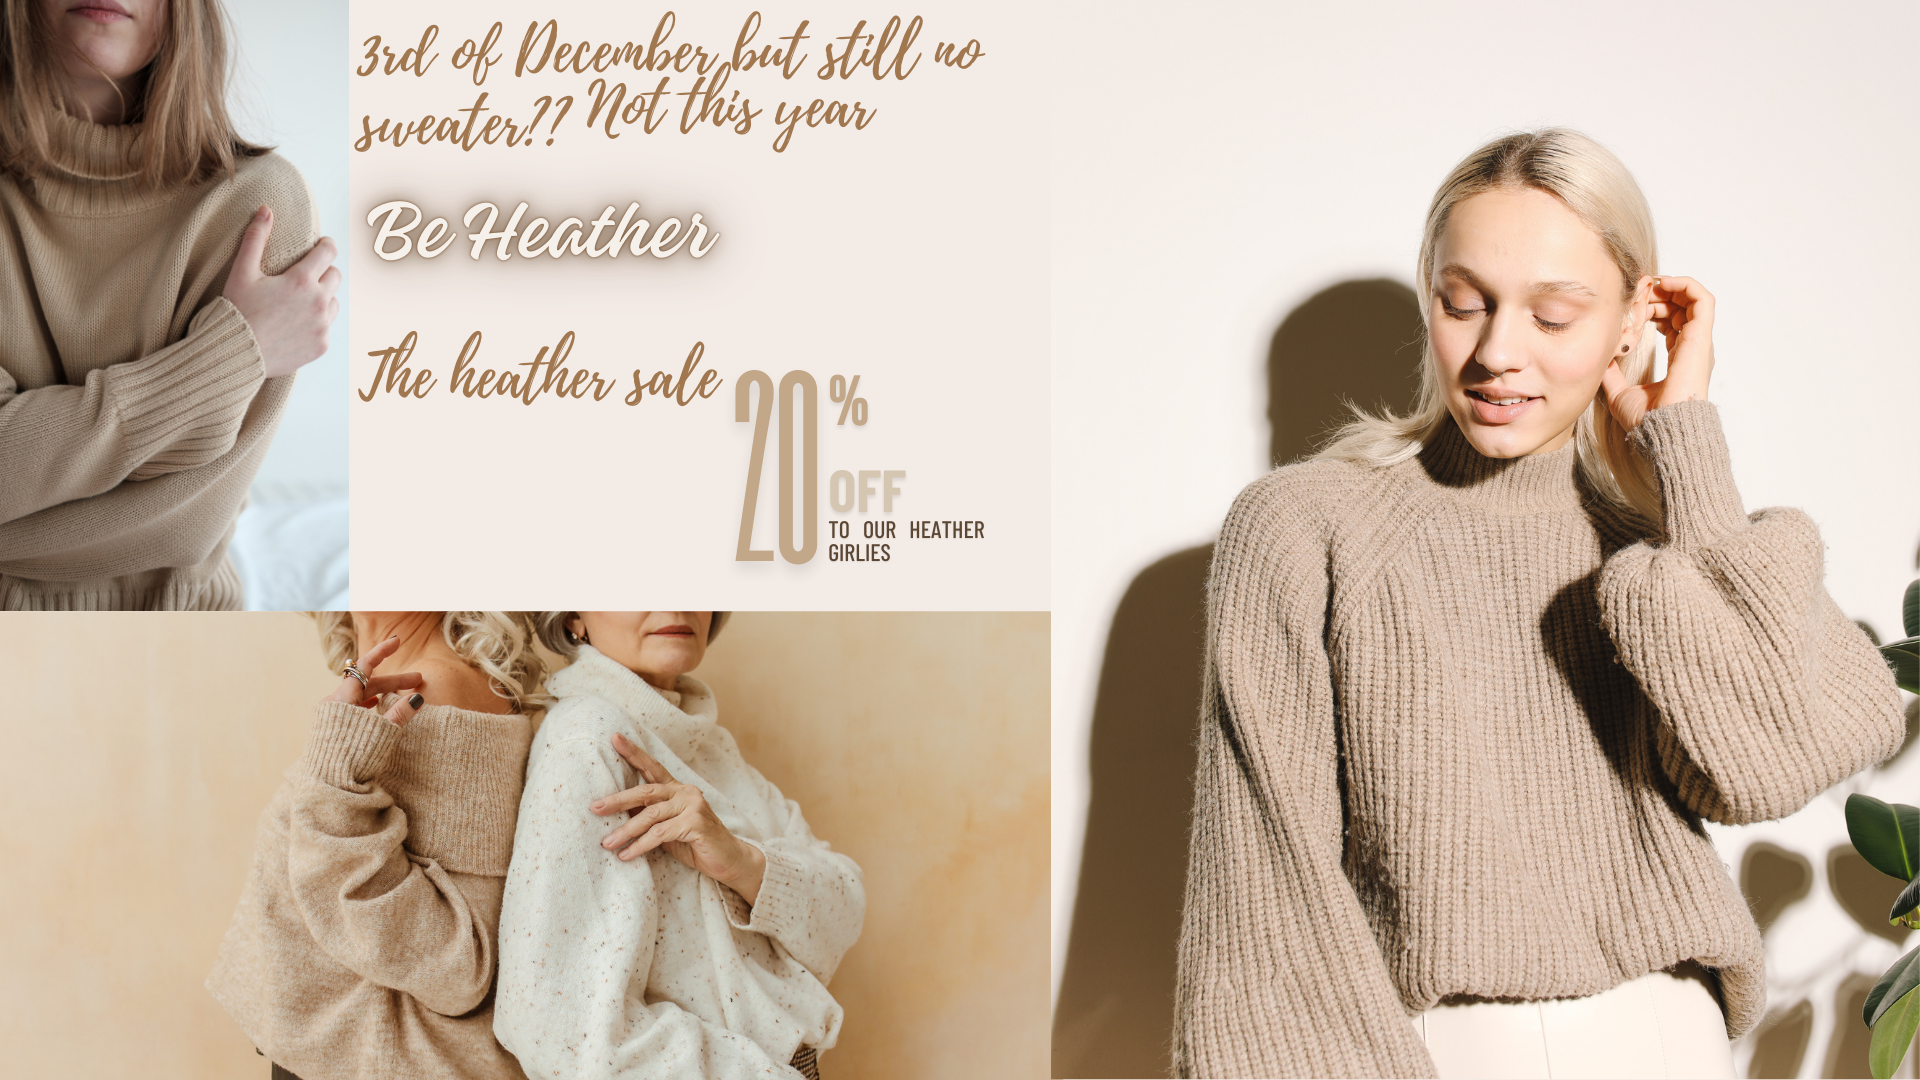 3rd of December but still no
sweater?? Not this year
Be Heather
The heather sale
20%
OFF
TO OUR HEATHER
GIRLIES